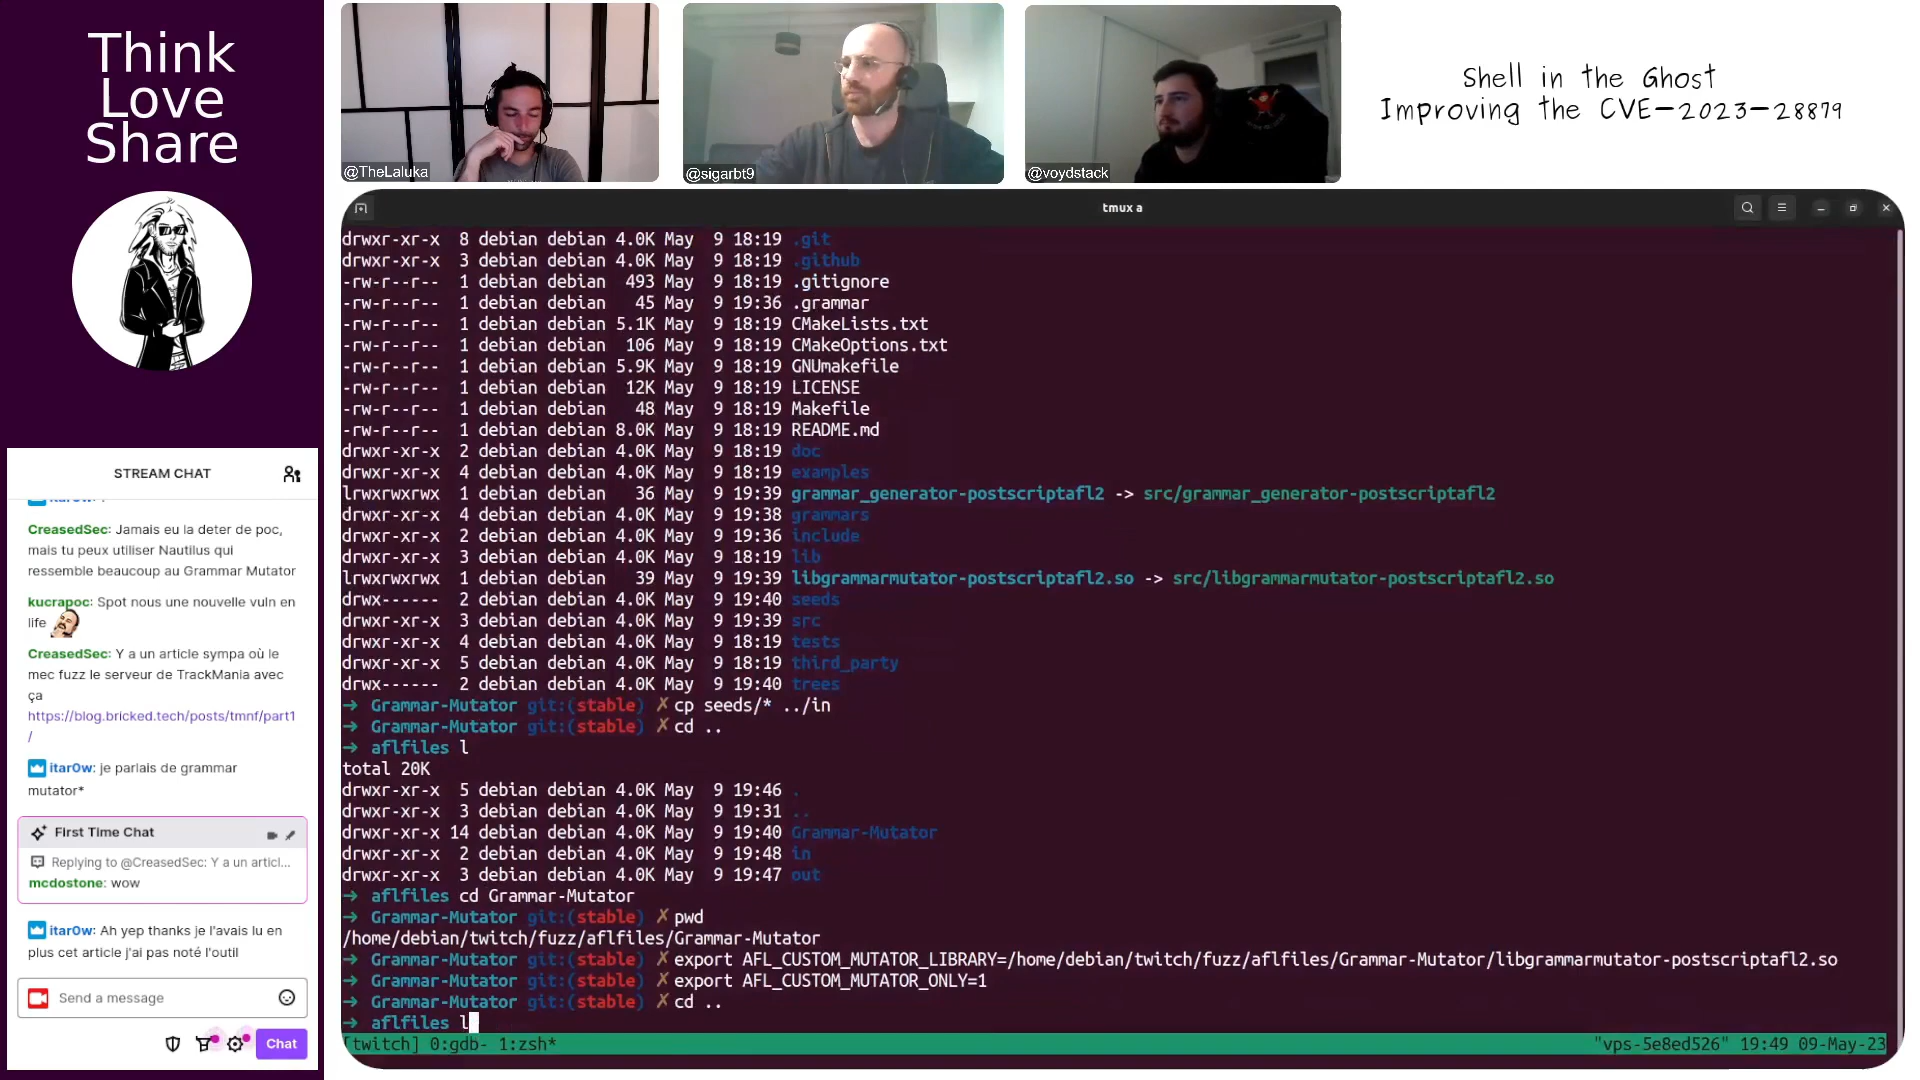 Think
Love
Share
@TheLaluka
@sigarbt9
@voydstack
Shell in the Ghost
Improving the CVE-2023-28879
STREAM CHAT
CreasedSec: Jamais eu la deter de poc,
mais tu peux utiliser Nautilus qui
ressemble beaucoup au Grammar Mutator
kucrapoc: Spot nous une nouvelle vuln en
life
CreasedSec: Y a un article sympa où le
mec fuzz le serveur de TrackMania avec
ça
https://blog.bricked.tech/posts/tmnf/part1
/
itar0w: je parlais de grammar
mutator*
First Time Chat
Replying to @CreasedSec: Y a un articl...
mcdostone: wow
itar0w: Ah yep thanks je l'avais lu en
plus cet article j'ai pas noté l'outil
Send a message
Chat
tmux a
drwxr-xr-x  8 debian debian 4.0K May  9 18:19 .git
drwxr-xr-x  3 debian debian 4.0K May  9 18:19 .github
-rw-r--r--  1 debian debian  493 May  9 18:19 .gitignore
-rw-r--r--  1 debian debian   45 May  9 19:36 .grammar
-rw-r--r--  1 debian debian 5.1K May  9 18:19 CMakeLists.txt
-rw-r--r--  1 debian debian  106 May  9 18:19 CMakeOptions.txt
-rw-r--r--  1 debian debian 5.9K May  9 18:19 GNUmakefile
-rw-r--r--  1 debian debian  12K May  9 18:19 LICENSE
-rw-r--r--  1 debian debian   48 May  9 18:19 Makefile
-rw-r--r--  1 debian debian 8.0K May  9 18:19 README.md
drwxr-xr-x  2 debian debian 4.0K May  9 18:19 doc
drwxr-xr-x  4 debian debian 4.0K May  9 18:19 examples
lrwxrwxrwx  1 debian debian   36 May  9 19:39 grammar_generator-postscriptafl2 -> src/grammar_generator-postscriptafl2
drwxr-xr-x  4 debian debian 4.0K May  9 19:38 grammars
drwxr-xr-x  2 debian debian 4.0K May  9 19:36 include
drwxr-xr-x  3 debian debian 4.0K May  9 18:19 lib
lrwxrwxrwx  1 debian debian   39 May  9 19:39 libgrammarmutator-postscriptafl2.so -> src/libgrammarmutator-postscriptafl2.so
drwx------  2 debian debian 4.0K May  9 19:40 seeds
drwxr-xr-x  3 debian debian 4.0K May  9 19:39 src
drwxr-xr-x  4 debian debian 4.0K May  9 18:19 tests
drwxr-xr-x  5 debian debian 4.0K May  9 18:19 third_party
drwx------  2 debian debian 4.0K May  9 19:40 trees
➜  Grammar-Mutator git:(stable) ✗ cp seeds/* ../in
➜  Grammar-Mutator git:(stable) ✗ cd ..
➜  aflfiles l
total 20K
drwxr-xr-x  5 debian debian 4.0K May  9 19:46 .
drwxr-xr-x  3 debian debian 4.0K May  9 19:31 ..
drwxr-xr-x 14 debian debian 4.0K May  9 19:40 Grammar-Mutator
drwxr-xr-x  2 debian debian 4.0K May  9 19:48 in
drwxr-xr-x  3 debian debian 4.0K May  9 19:47 out
➜  aflfiles cd Grammar-Mutator
➜  Grammar-Mutator git:(stable) ✗ pwd
/home/debian/twitch/fuzz/aflfiles/Grammar-Mutator
➜  Grammar-Mutator git:(stable) ✗ export AFL_CUSTOM_MUTATOR_LIBRARY=/home/debian/twitch/fuzz/aflfiles/Grammar-Mutator/libgrammarmutator-postscriptafl2.so
➜  Grammar-Mutator git:(stable) ✗ export AFL_CUSTOM_MUTATOR_ONLY=1
➜  Grammar-Mutator git:(stable) ✗ cd ..
➜  aflfiles l
[twitch] 0:gdb- 1:zsh* "vps-5e8ed526" 19:49 09-May-23